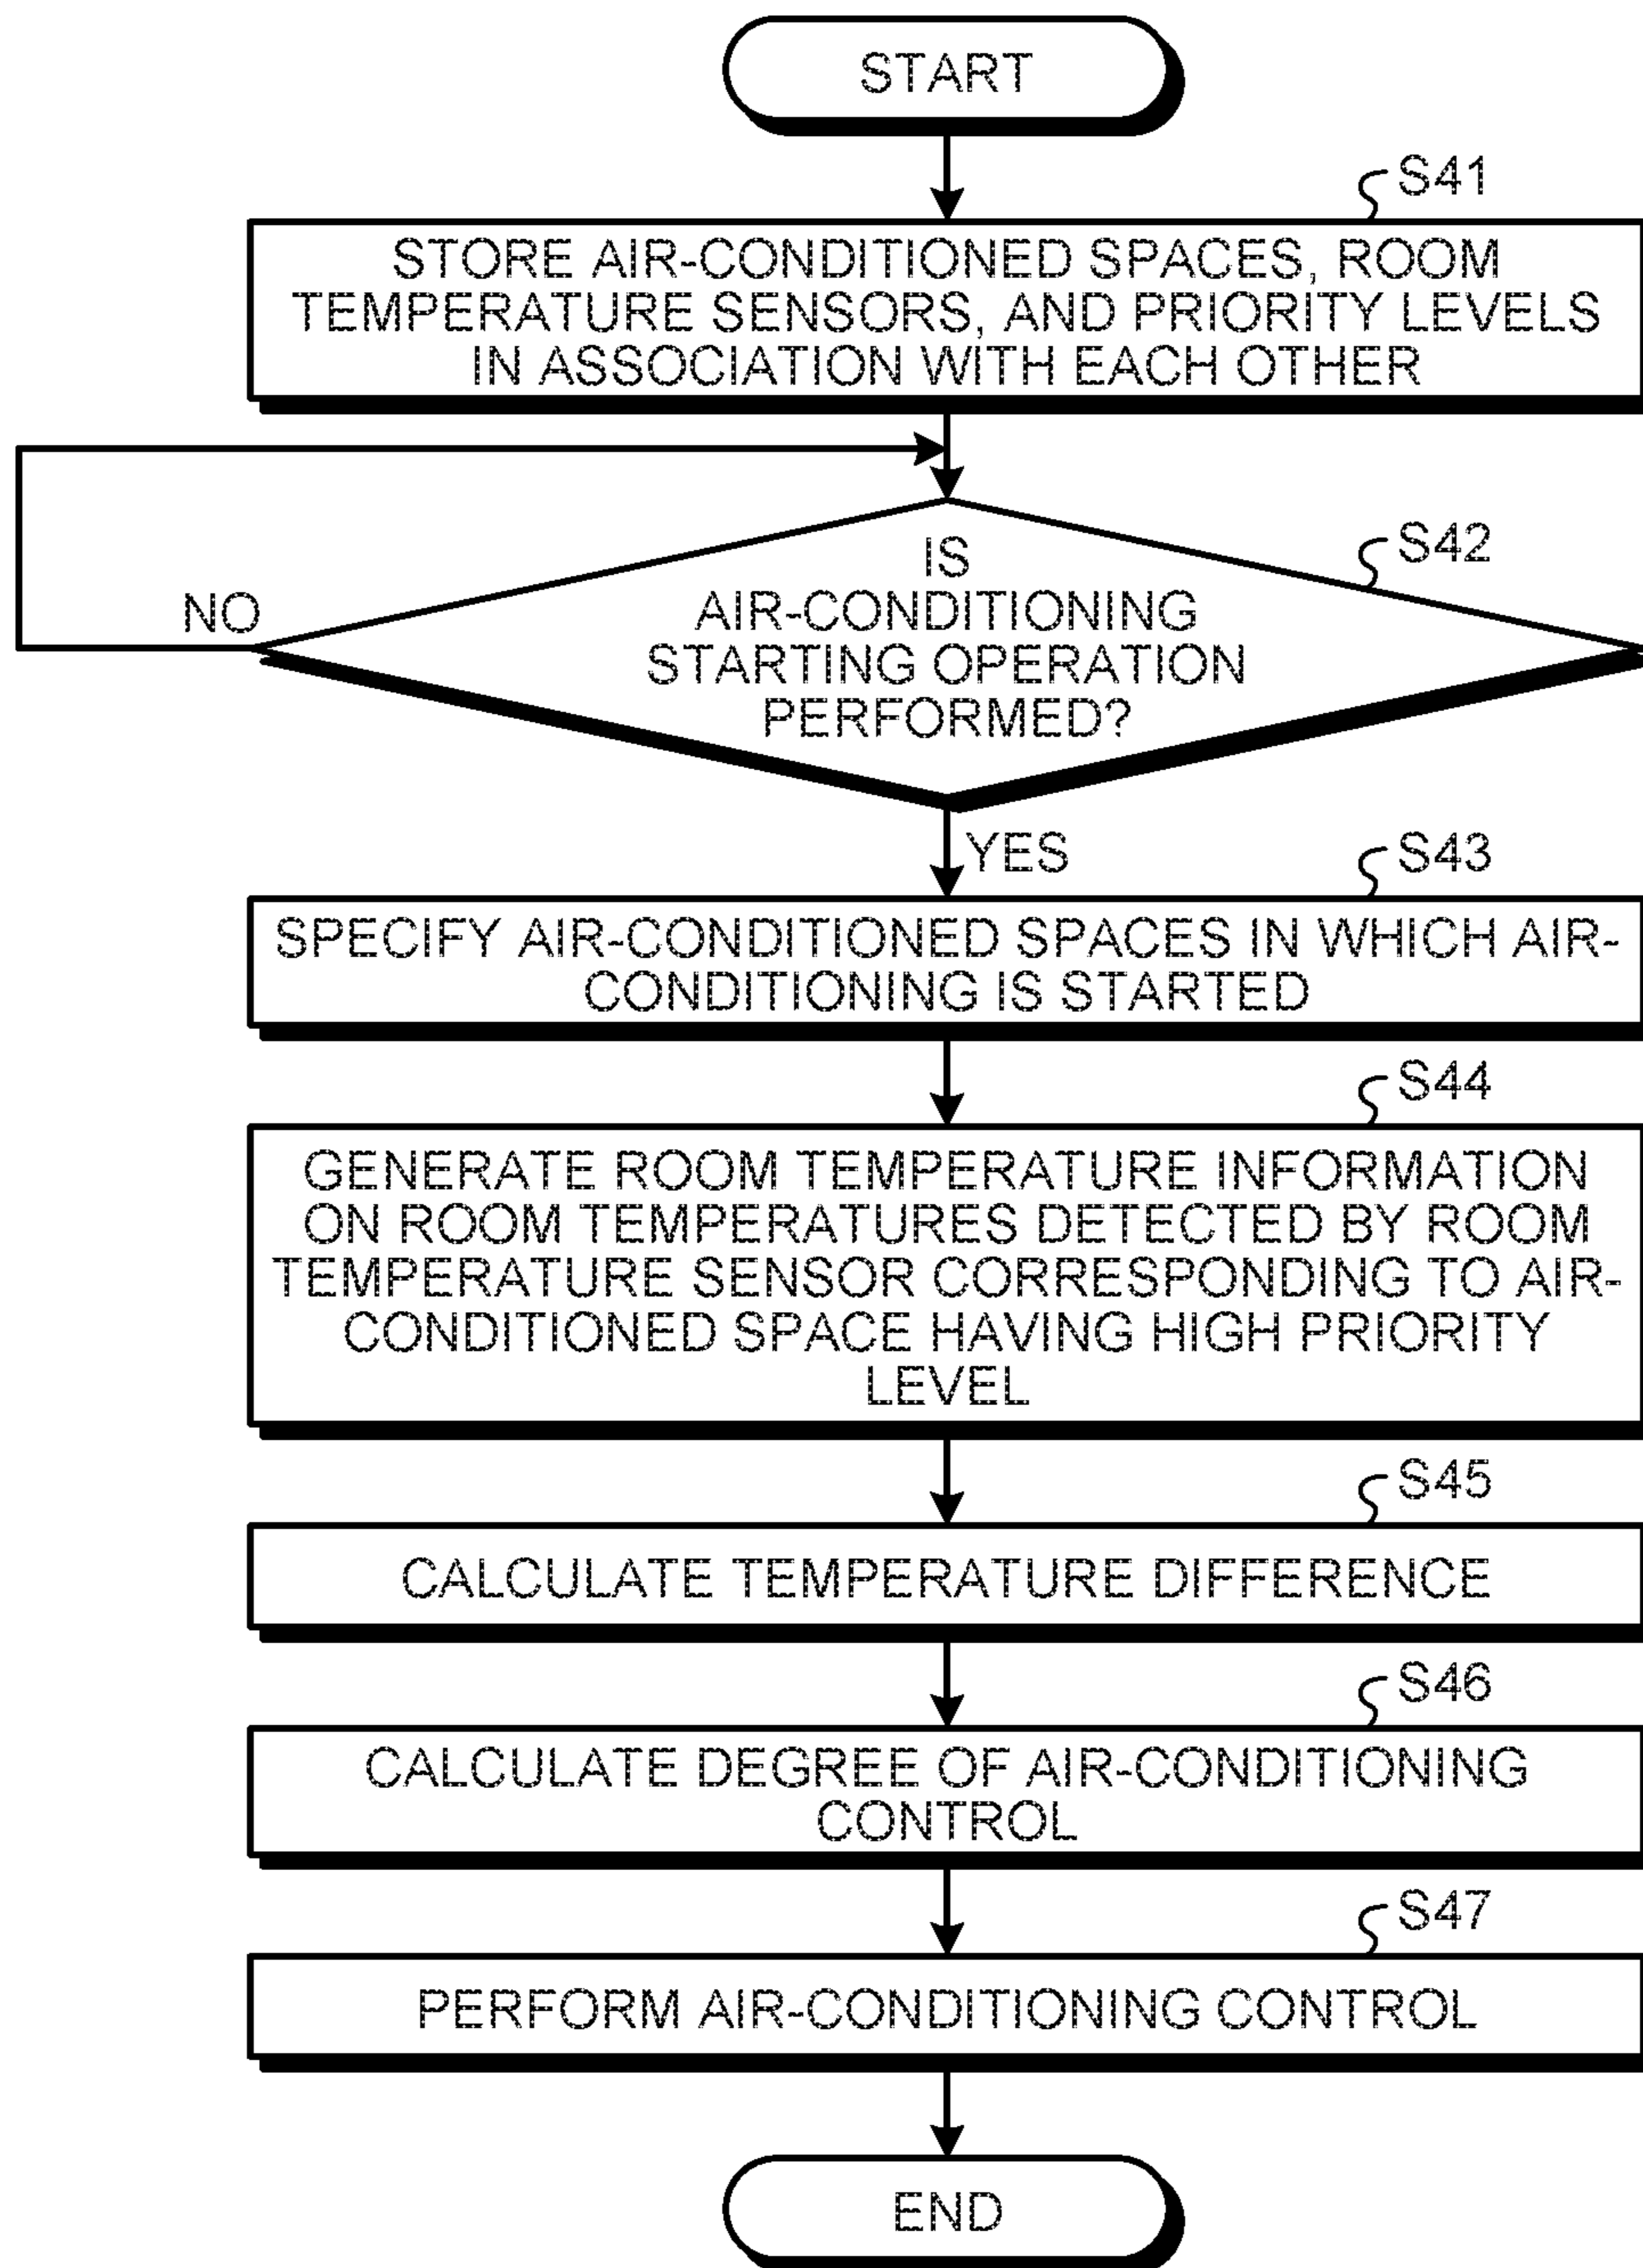 START
S41
STORE AIR-CONDITIONED SPACES, ROOM
TEMPERATURE SENSORS, AND PRIORITY LEVELS
IN ASSOCIATION WITH EACH OTHER
S42
IS
AIR-CONDITIONING
STARTING OPERATION
PERFORMED?
NO
YES
S43
SPECIFY AIR-CONDITIONED SPACES IN WHICH AIR-
CONDITIONING IS STARTED
S44
GENERATE ROOM TEMPERATURE INFORMATION
ON ROOM TEMPERATURES DETECTED BY ROOM
TEMPERATURE SENSOR CORRESPONDING TO AIR-
CONDITIONED SPACE HAVING HIGH PRIORITY
LEVEL
S45
CALCULATE TEMPERATURE DIFFERENCE
S46
CALCULATE DEGREE OF AIR-CONDITIONING
CONTROL
S47
PERFORM AIR-CONDITIONING CONTROL
END